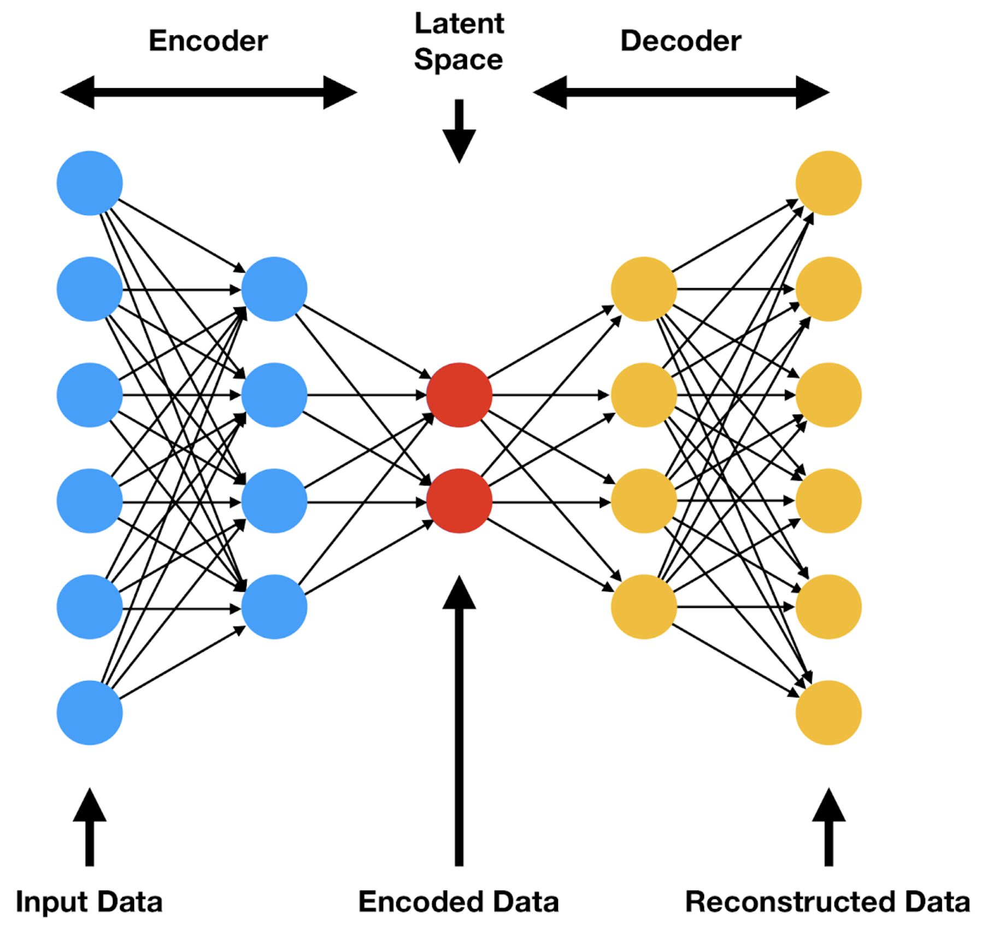 Encoder
Latent
Space
Decoder
Input Data
Encoded Data
Reconstructed Data